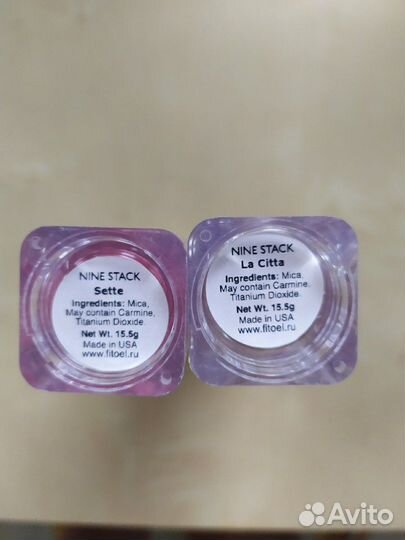 NINE STACK
Sette
Ingredients: Mica,
May contain Carmine,
Titanium Dioxide.
Net Wt. 15.5g
Made in USA
www.fitoel.ru
NINE STACK
La Citta
Ingredients: Mica,
May contain Carmine,
Titanium Dioxide.
Net Wt. 15.5g
Made in USA
www.fitoel.ru
Avito